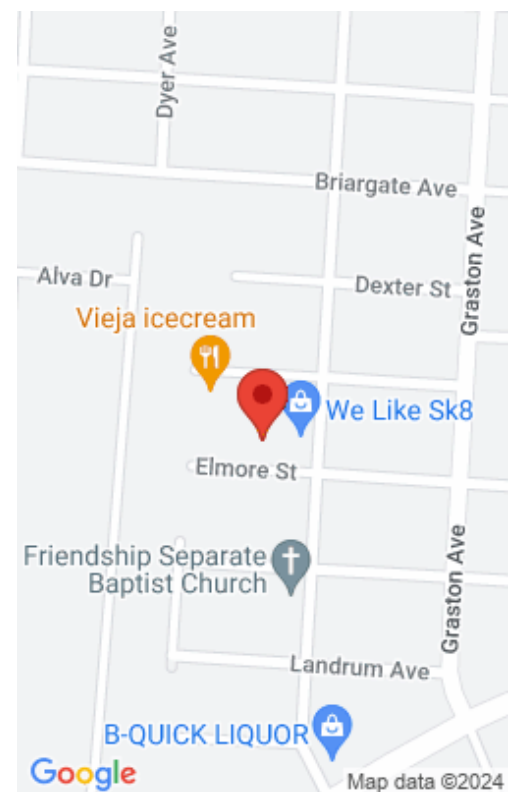 Dyer Ave
Briargate Ave
Graston Ave
Alva Dr
Dexter St
Vieja icecream
We Like Sk8
Elmore St
Friendship Separate
Baptist Church
Graston Ave
Landrum Ave
B-QUICK LIQUOR
Google
Map data ©2024